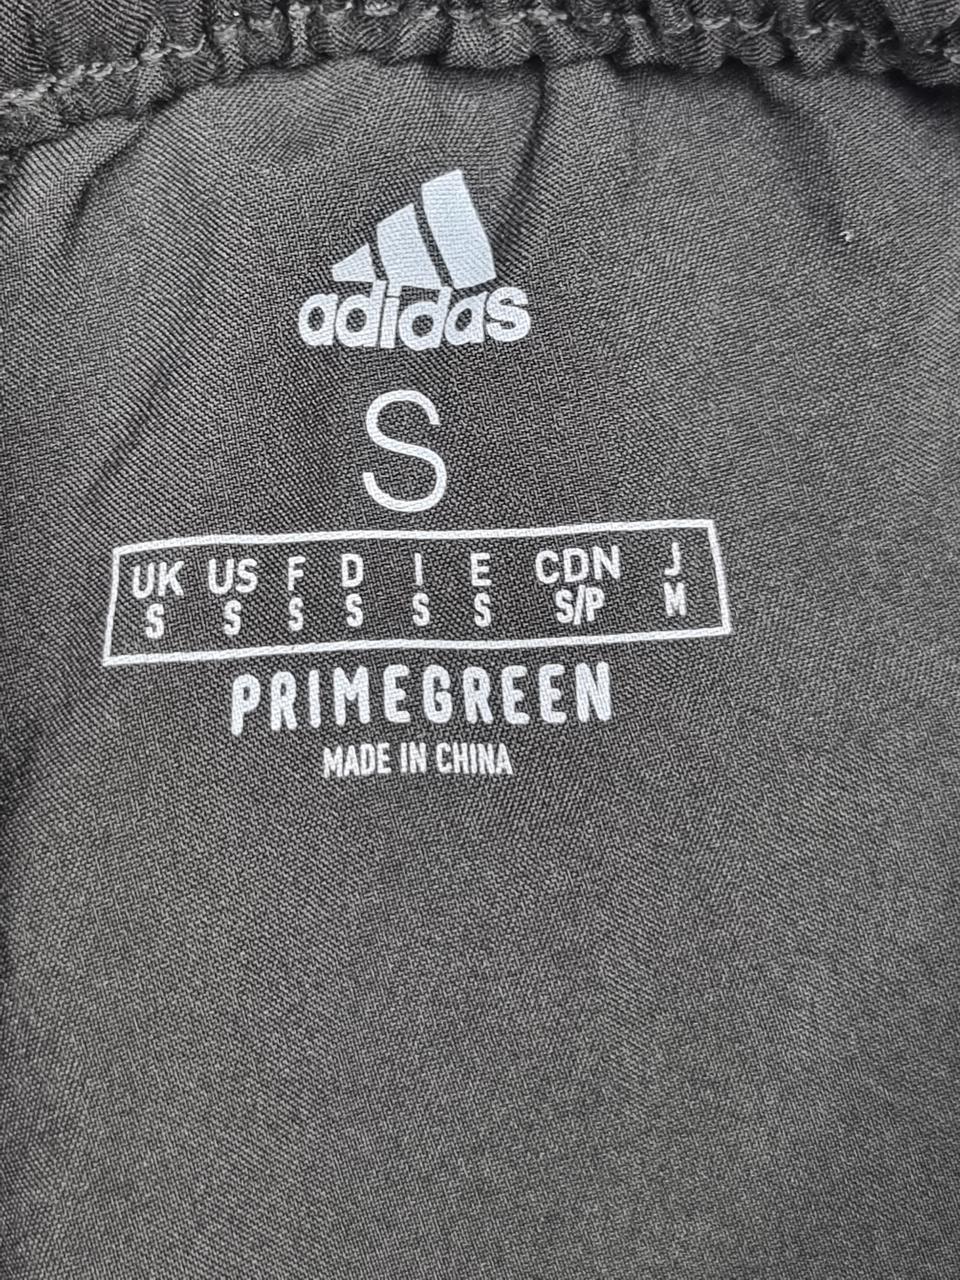 adidas
S
UK US F D I E CDN J
S S S S S S S/P M
PRIMEGREEN
MADE IN CHINA